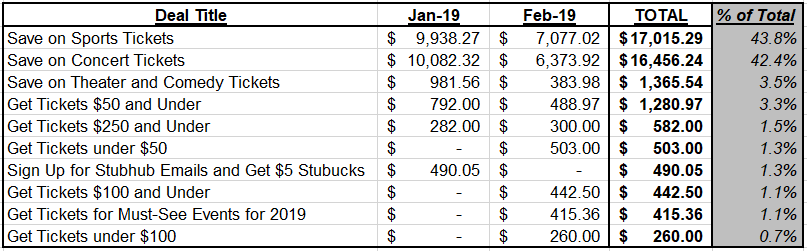 Deal Title Jan-19 Feb-19 TOTAL % of Total
Save on Sports Tickets $ 9,938.27 $ 7,077.02 $17,015.29 43.8%
Save on Concert Tickets $ 10,082.32 $ 6,373.92 $16,456.24 42.4%
Save on Theater and Comedy Tickets $ 981.56 $ 383.98 $ 1,365.54 3.5%
Get Tickets $50 and Under $ 792.00 $ 488.97 $ 1,280.97 3.3%
Get Tickets $250 and Under $ 282.00 $ 300.00 $ 582.00 1.5%
Get Tickets under $50 $ - $ 503.00 $ 503.00 1.3%
Sign Up for Stubhub Emails and Get $5 Stubucks $ 490.05 $ - $ 490.05 1.3%
Get Tickets $100 and Under $ - $ 442.50 $ 442.50 1.1%
Get Tickets for Must-See Events for 2019 $ - $ 415.36 $ 415.36 1.1%
Get Tickets under $100 $ - $ 260.00 $ 260.00 0.7%